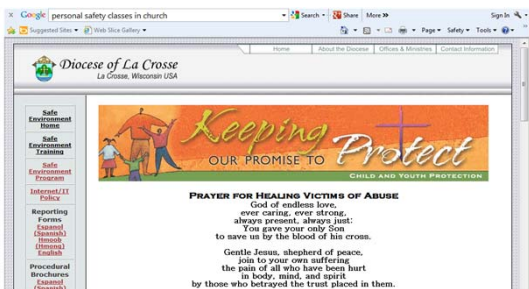 Google personal safety classes in church Search Share More >> Sign In
Suggested Sites Web Slice Gallery Page Safety Tools
Home About the Diocese Offices & Ministries Contact Information
Diocese of La Crosse
La Crosse, Wisconsin USA
Safe
Environment
Home
Safe
Environment
Training
Safe
Environment
Program
Internet/IT
Policy
Reporting
Forms
Espanol
(Spanish)
Hmoob
(Hmong)
English
Procedural
Brochures
Espanol
(Spanish)
Keeping
OUR PROMISE TO Protect
CHILD AND YOUTH PROTECTION
PRAYER FOR HEALING VICTIMS OF ABUSE
God of endless love,
ever caring, ever strong,
always present, always just:
You gave your only Son
to save us by the blood of his cross.
Gentle Jesus, shepherd of peace,
join to your own suffering
the pain of all who have been hurt
in body, mind, and spirit
by those who betrayed the trust placed in them.